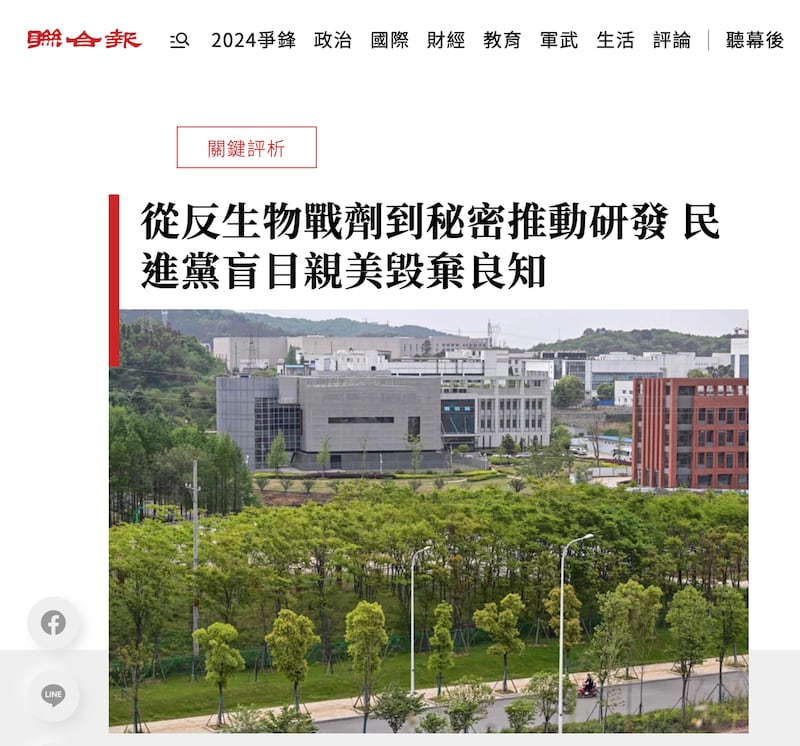 聯合報
2024爭鋒 政治 國際 財經 教育 軍武 生活 評論 聽幕後
關鍵評析
從反生物戰劑到秘密推動研發 民
進黨盲目親美毀棄良知
LINE